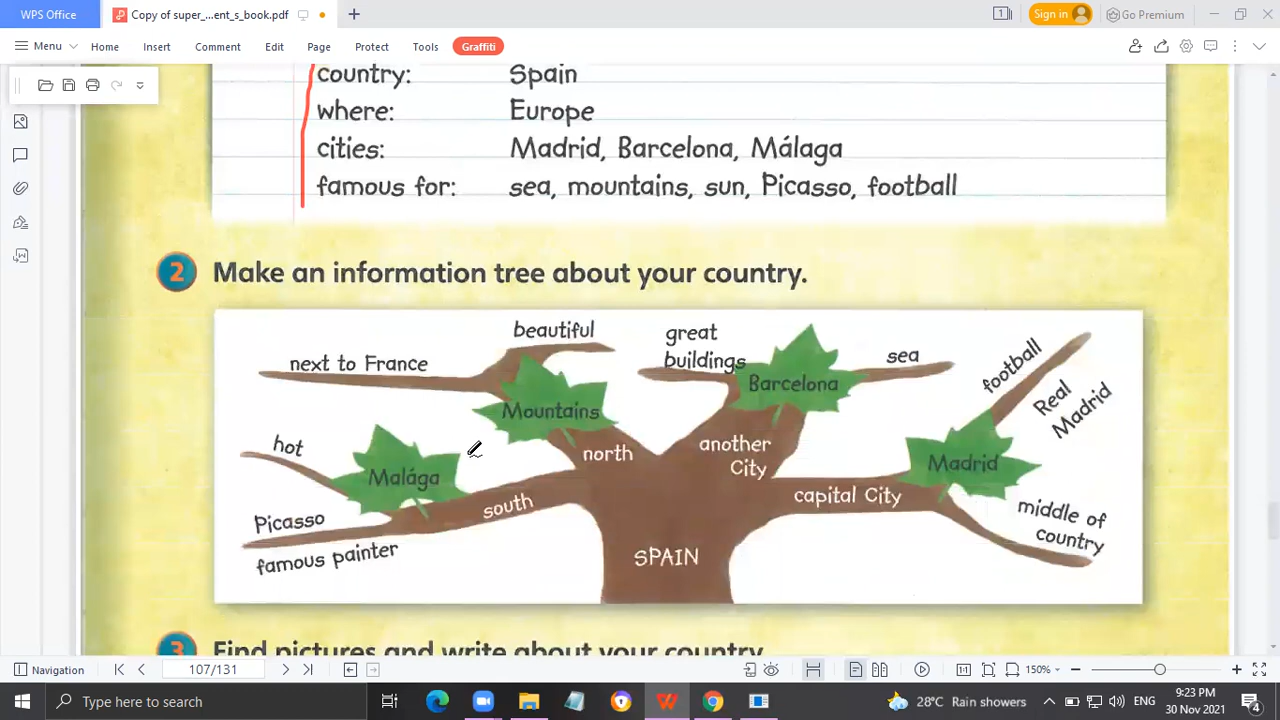 WPS Office
Copy of super_...ent_s_book.pdf
Sign in
Go Premium
Menu
Home
Insert
Comment
Edit
Page
Protect
Tools
Graffiti
country: Spain
where: Europe
cities: Madrid, Barcelona, Málaga
famous for: sea, mountains, sun, Picasso, football
2 Make an information tree about your country.
next to France
beautiful
Mountains
north
great
buildings
Barcelona
sea
another
City
football
Real
Madrid
Madrid
capital City
middle of
country
hot
Malága
south
Picasso
famous painter
SPAIN
3 Find pictures and write about your country
Navigation
107/131
150%
Type here to search
28°C Rain showers
ENG
9:23 PM
30 Nov 2021
4